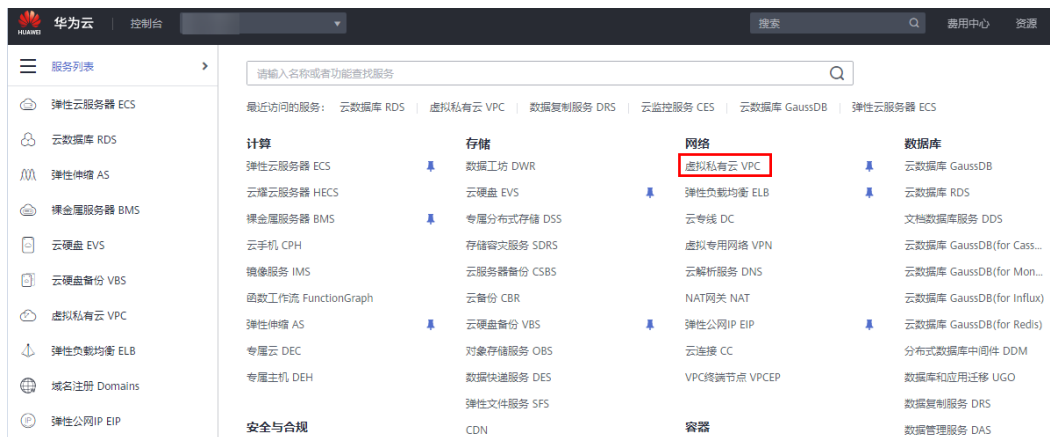 HUAWEI 华为云 控制台 搜索 费用中心 资源
服务列表
弹性云服务器 ECS
云数据库 RDS
弹性伸缩 AS
裸金属服务器 BMS
云硬盘 EVS
云硬盘备份 VBS
虚拟私有云 VPC
弹性负载均衡 ELB
域名注册 Domains
弹性公网IP EIP
请输入名称或者功能查找服务
最近访问的服务： 云数据库 RDS 虚拟私有云 VPC 数据复制服务 DRS 云监控服务 CES 云数据库 GaussDB 弹性云服务器 ECS
计算
弹性云服务器 ECS
云耀云服务器 HECS
裸金属服务器 BMS
云手机 CPH
镜像服务 IMS
函数工作流 FunctionGraph
弹性伸缩 AS
专属云 DEC
专属主机 DEH
安全与合规
存储
数据工坊 DWR
云硬盘 EVS
专属分布式存储 DSS
存储容灾服务 SDRS
云服务器备份 CSBS
云备份 CBR
云硬盘备份 VBS
对象存储服务 OBS
数据快递服务 DES
弹性文件服务 SFS
CDN
网络
虚拟私有云 VPC
弹性负载均衡 ELB
云专线 DC
虚拟专用网络 VPN
云解析服务 DNS
NAT网关 NAT
弹性公网IP EIP
云连接 CC
VPC终端节点 VPCEP
容器
数据库
云数据库 GaussDB
云数据库 RDS
文档数据库服务 DDS
云数据库 GaussDB(for Cass...
云数据库 GaussDB(for Mon...
云数据库 GaussDB(for Influx)
云数据库 GaussDB(for Redis)
分布式数据库中间件 DDM
数据库和应用迁移 UGO
数据复制服务 DRS
数据管理服务 DAS